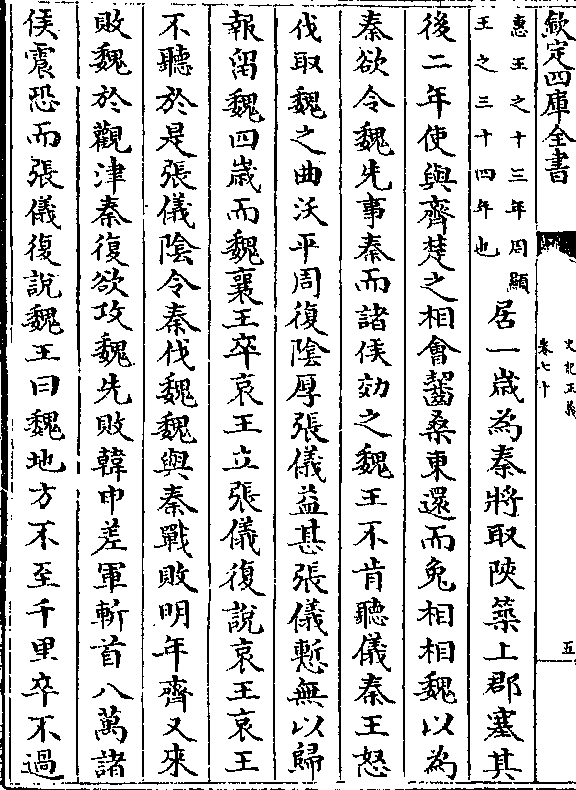 欽定四庫全書
史記正義
卷七十
五
惠王之十三年周顯
王之三十四年也
居一歳為秦將取陜築上郡塞其
後二年使與齊楚之相會齧桑東還而免相相魏以為
秦欲令魏先事秦而諸侯効之魏王不肯聽儀秦王怒
伐取魏之曲沃平周復陰厚張儀益甚張儀慙無以歸
報留魏四歳而魏襄王卒哀王立張儀復說哀王哀王
不聽於是張儀陰令秦伐魏魏與秦戰敗明年齊又來
敗魏於觀津秦復欲攻魏先敗韓申差軍斬首八萬諸
侯震恐而張儀復說魏王曰魏地方不至千里卒不過